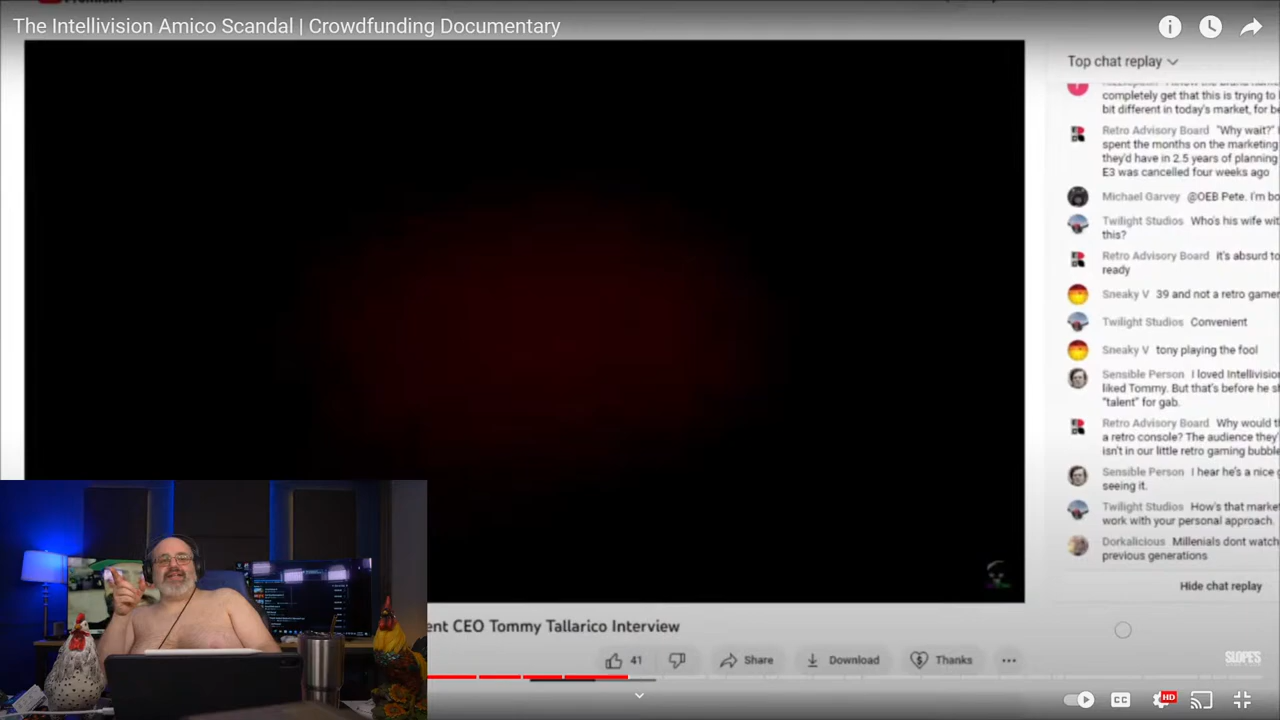 The Intellivision Amico Scandal | Crowdfunding Documentary
Top chat replay
completely get that this is trying to
bit different in today's market, for be
Retro Advisory Board "Why wait?"
spent the months on the marketing
they'd have in 2.5 years of planning
E3 was cancelled four weeks ago
Michael Garvey @OEB Pete. I'm bo
Twilight Studios Who's his wife wit
this?
Retro Advisory Board it's absurd to
ready
Sneaky V 39 and not a retro gamer
Twilight Studios Convenient
Sneaky V tony playing the fool
Sensible Person I loved Intellivision
liked Tommy. But that's before he s
"talent" for gab.
Retro Advisory Board Why would t
a retro console? The audience they'
isn't in our little retro gaming bubble
Sensible Person I hear he's a nice g
seeing it.
Twilight Studios How's that market
work with your personal approach.
Dorkalicious Millenials dont watch
previous generations
Hide chat replay
ent CEO Tommy Tallarico Interview
41
Share
Download
Thanks
SLOPES
CC
HD